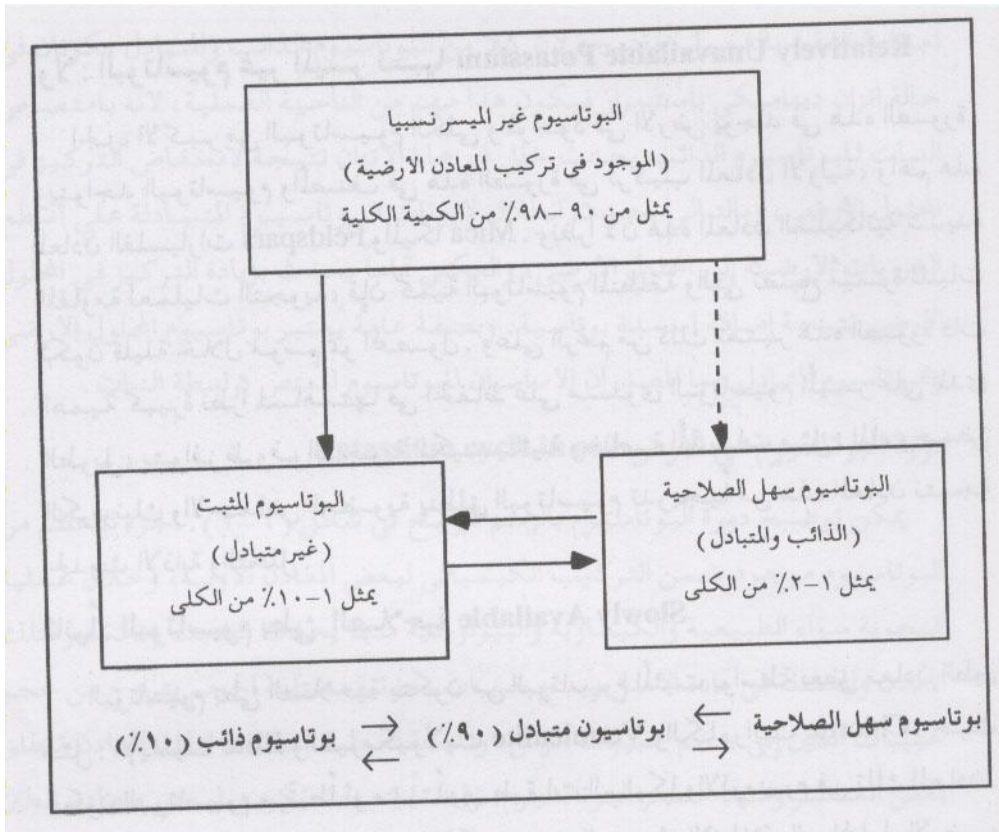 البوتاسيوم غير الميسر نسبيا
(الموجود فى تركيب المعادن الأرضية)
يمثل من ٩٠ –٩٨٪ من الكمية الكلية
البوتاسيوم سهل الصلاحية
(الذائب والمتبادل)
يمثل ١–٢٪ من الكلى
البوتاسيوم المثبت
(غير متبادل)
يمثل ١–١٠٪ من الكلى
بوتاسيوم سهل الصلاحية ⇄ بوتاسيون متبادل (٩٠٪) ⇄ بوتاسيوم ذائب (١٠٪)